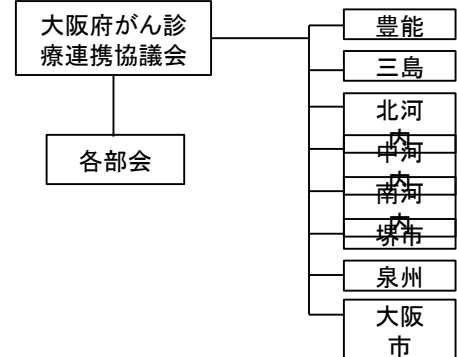 大阪府がん診
療連携協議会
各部会
豊能
三島
北河
内
中河
内
南河
内
堺市
泉州
大阪
市